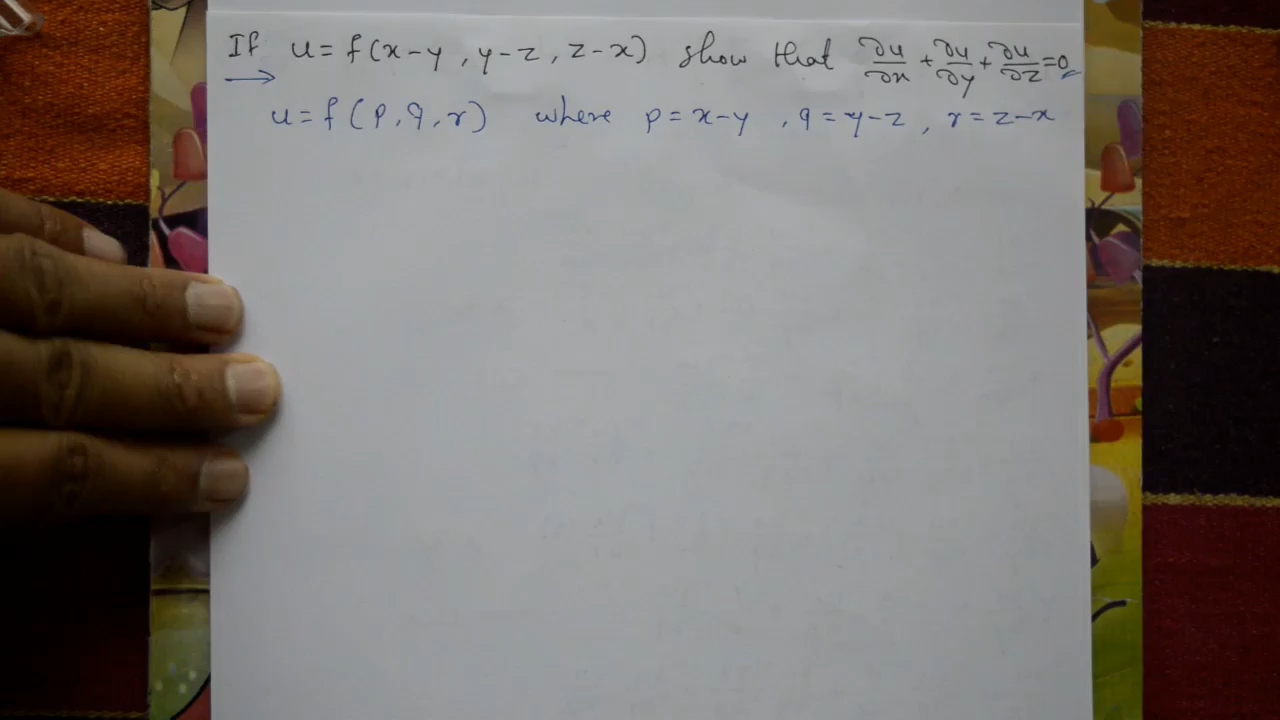 If u = f(x-y, y-z, z-x) show that ∂u/∂x + ∂u/∂y + ∂u/∂z = 0
u = f(p, q, r) where p = x-y, q = y-z, r = z-x